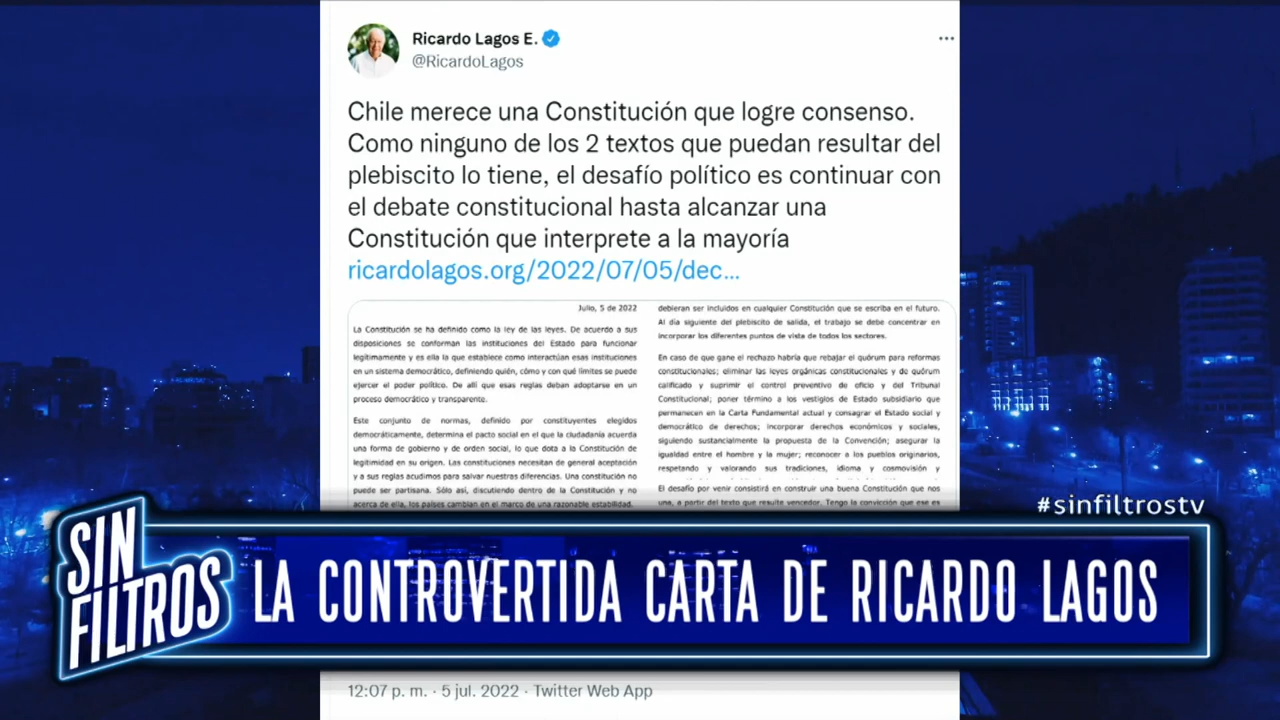 Ricardo Lagos E.
@RicardoLagos
Chile merece una Constitución que logre consenso.
Como ninguno de los 2 textos que puedan resultar del
plebiscito lo tiene, el desafío político es continuar con
el debate constitucional hasta alcanzar una
Constitución que interprete a la mayoría
ricardolagos.org/2022/07/05/dec...
Julio, 5 de 2022
La Constitución se ha definido como la ley de las leyes. De acuerdo a sus
disposiciones se conforman las instituciones del Estado para funcionar
legítimamente y es ella la que establece como interactúan esas instituciones
en un sistema democrático, definiendo quién, cómo y con qué límites se puede
ejercer el poder político. De allí que esas reglas deban adoptarse en un
proceso democrático y transparente.
Este conjunto de normas, definido por constituyentes elegidos
democráticamente, determina el pacto social en el que la ciudadanía acuerda
una forma de gobierno y de orden social, lo que dota a la Constitución de
legitimidad en su origen. Las constituciones necesitan de general aceptación
y a sus reglas acudimos para salvar nuestras diferencias. Una constitución no
puede ser partisana. Sólo así, discutiendo dentro de la Constitución y no
acerca de ella, los países cambian en el marco de una razonable estabilidad.
debieran ser incluidos en cualquier Constitución que se escriba en el futuro.
Al día siguiente del plebiscito de salida, el trabajo se debe concentrar en
incorporar los diferentes puntos de vista de todos los sectores.
En caso de que gane el rechazo habría que rebajar el quórum para reformas
constitucionales; eliminar las leyes orgánicas constitucionales y de quórum
calificado y suprimir el control preventivo de oficio y del Tribunal
Constitucional; poner término a los vestigios de Estado subsidiario que
permanecen en la Carta Fundamental actual y consagrar el Estado social y
democrático de derechos; incorporar derechos económicos y sociales,
siguiendo sustancialmente la propuesta de la Convención; asegurar la
igualdad entre el hombre y la mujer; reconocer a los pueblos originarios,
respetando y valorando sus tradiciones, idioma y cosmovisión y
El desafío por venir consistirá en construir una buena Constitución que nos
una, a partir del texto que resulte vencedor. Tengo la convicción que ese es
#sinfiltrostv
SIN
FILTROS
LA CONTROVERTIDA CARTA DE RICARDO LAGOS
12:07 p. m. · 5 jul. 2022 · Twitter Web App